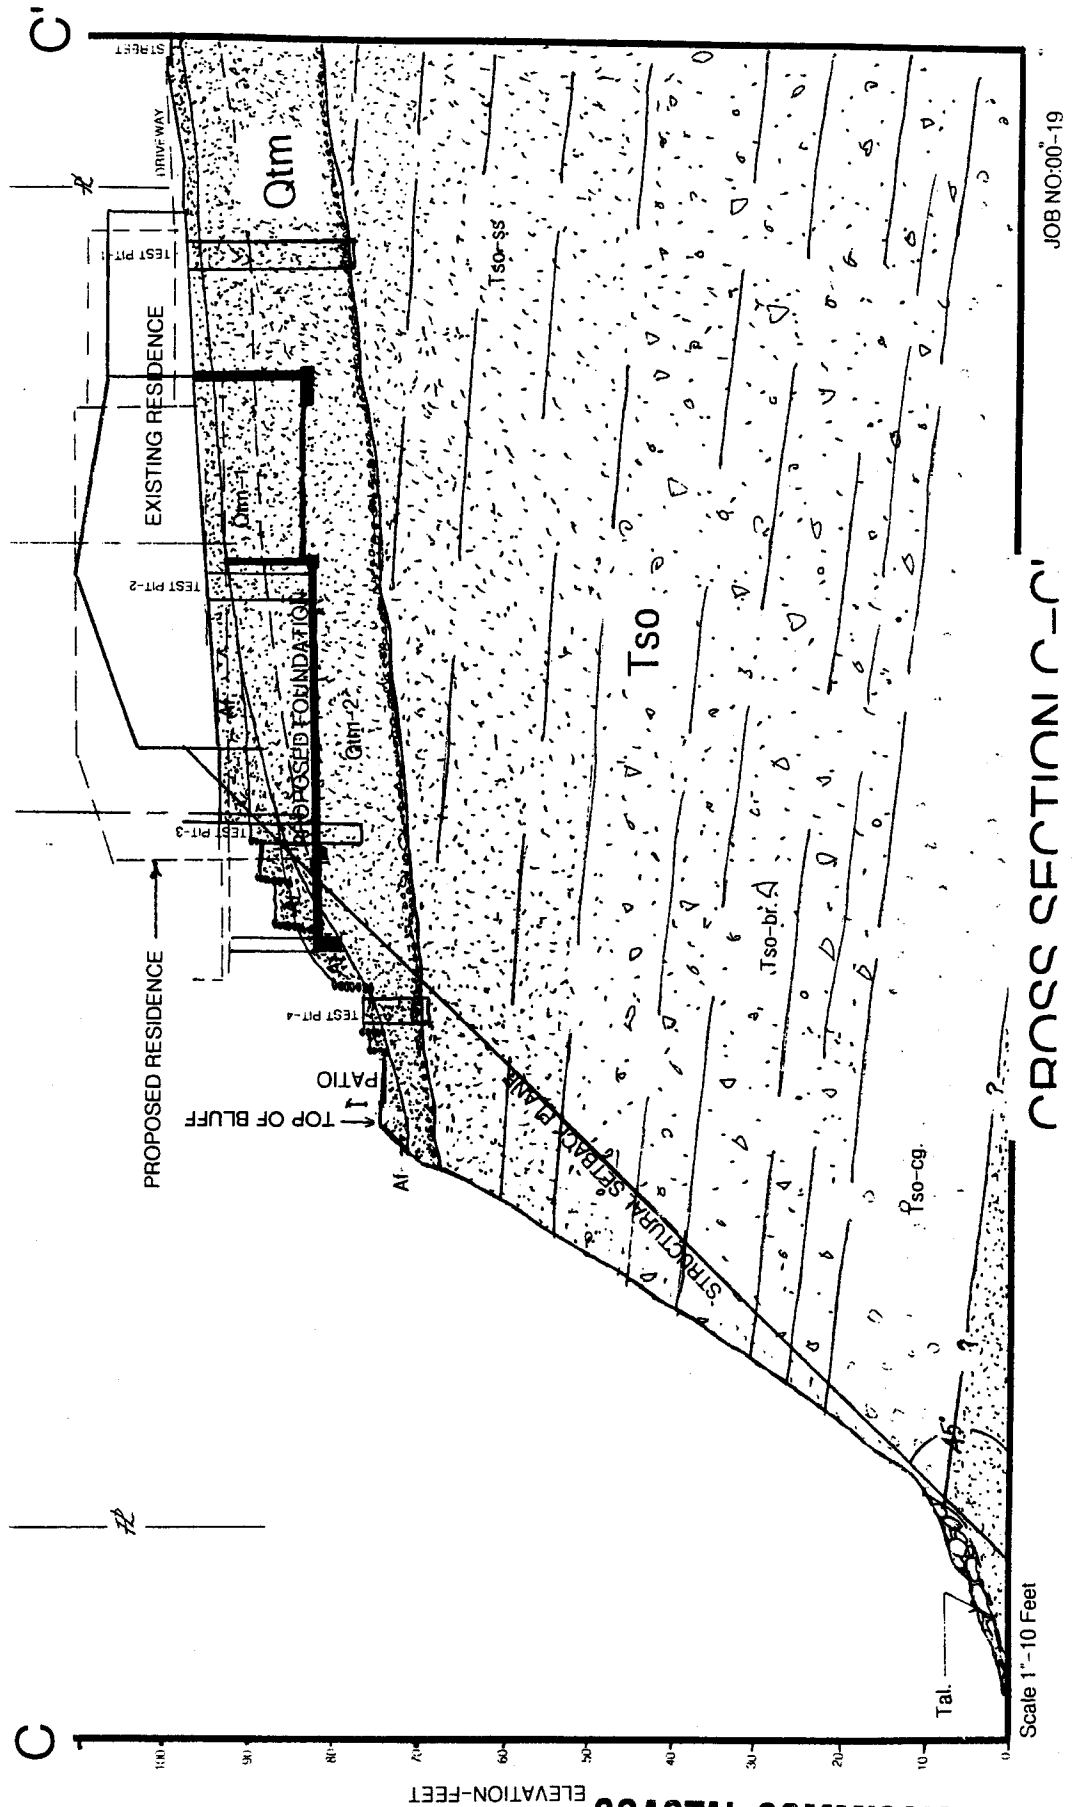 C
C'
STREET
DRIVEWAY
PROPOSED RESIDENCE
EXISTING RESIDENCE
TEST PIT-1
TEST PIT-2
TEST PIT-3
TEST PIT-4
TOP OF BLUFF
PATIO
PROPOSED FOUNDATION
Af
Af
Af
Af
Qtm
Qtm-1
Qtm-2
Tso-ss
Tso
Tso-br.
Tso-cg.
STRUCTURAL SETBACK PLANE
45°
?
?
Tal.
ELEVATION-FEET
100
90
80
70
60
50
40
30
20
10
0
Scale 1"-10 Feet
CROSS SECTION C-C'
JOB NO:00"-19